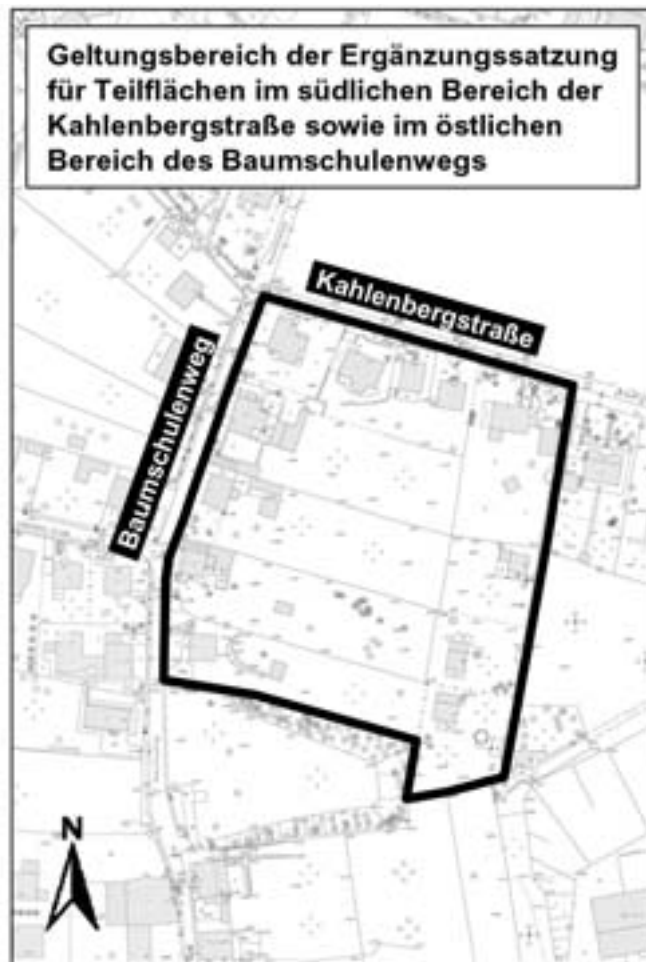 Geltungsbereich der Ergänzungssatzung
für Teilflächen im südlichen Bereich der
Kahlenbergstraße sowie im östlichen
Bereich des Baumschulenwegs
Kahlenbergstraße
Baumschulenweg
N